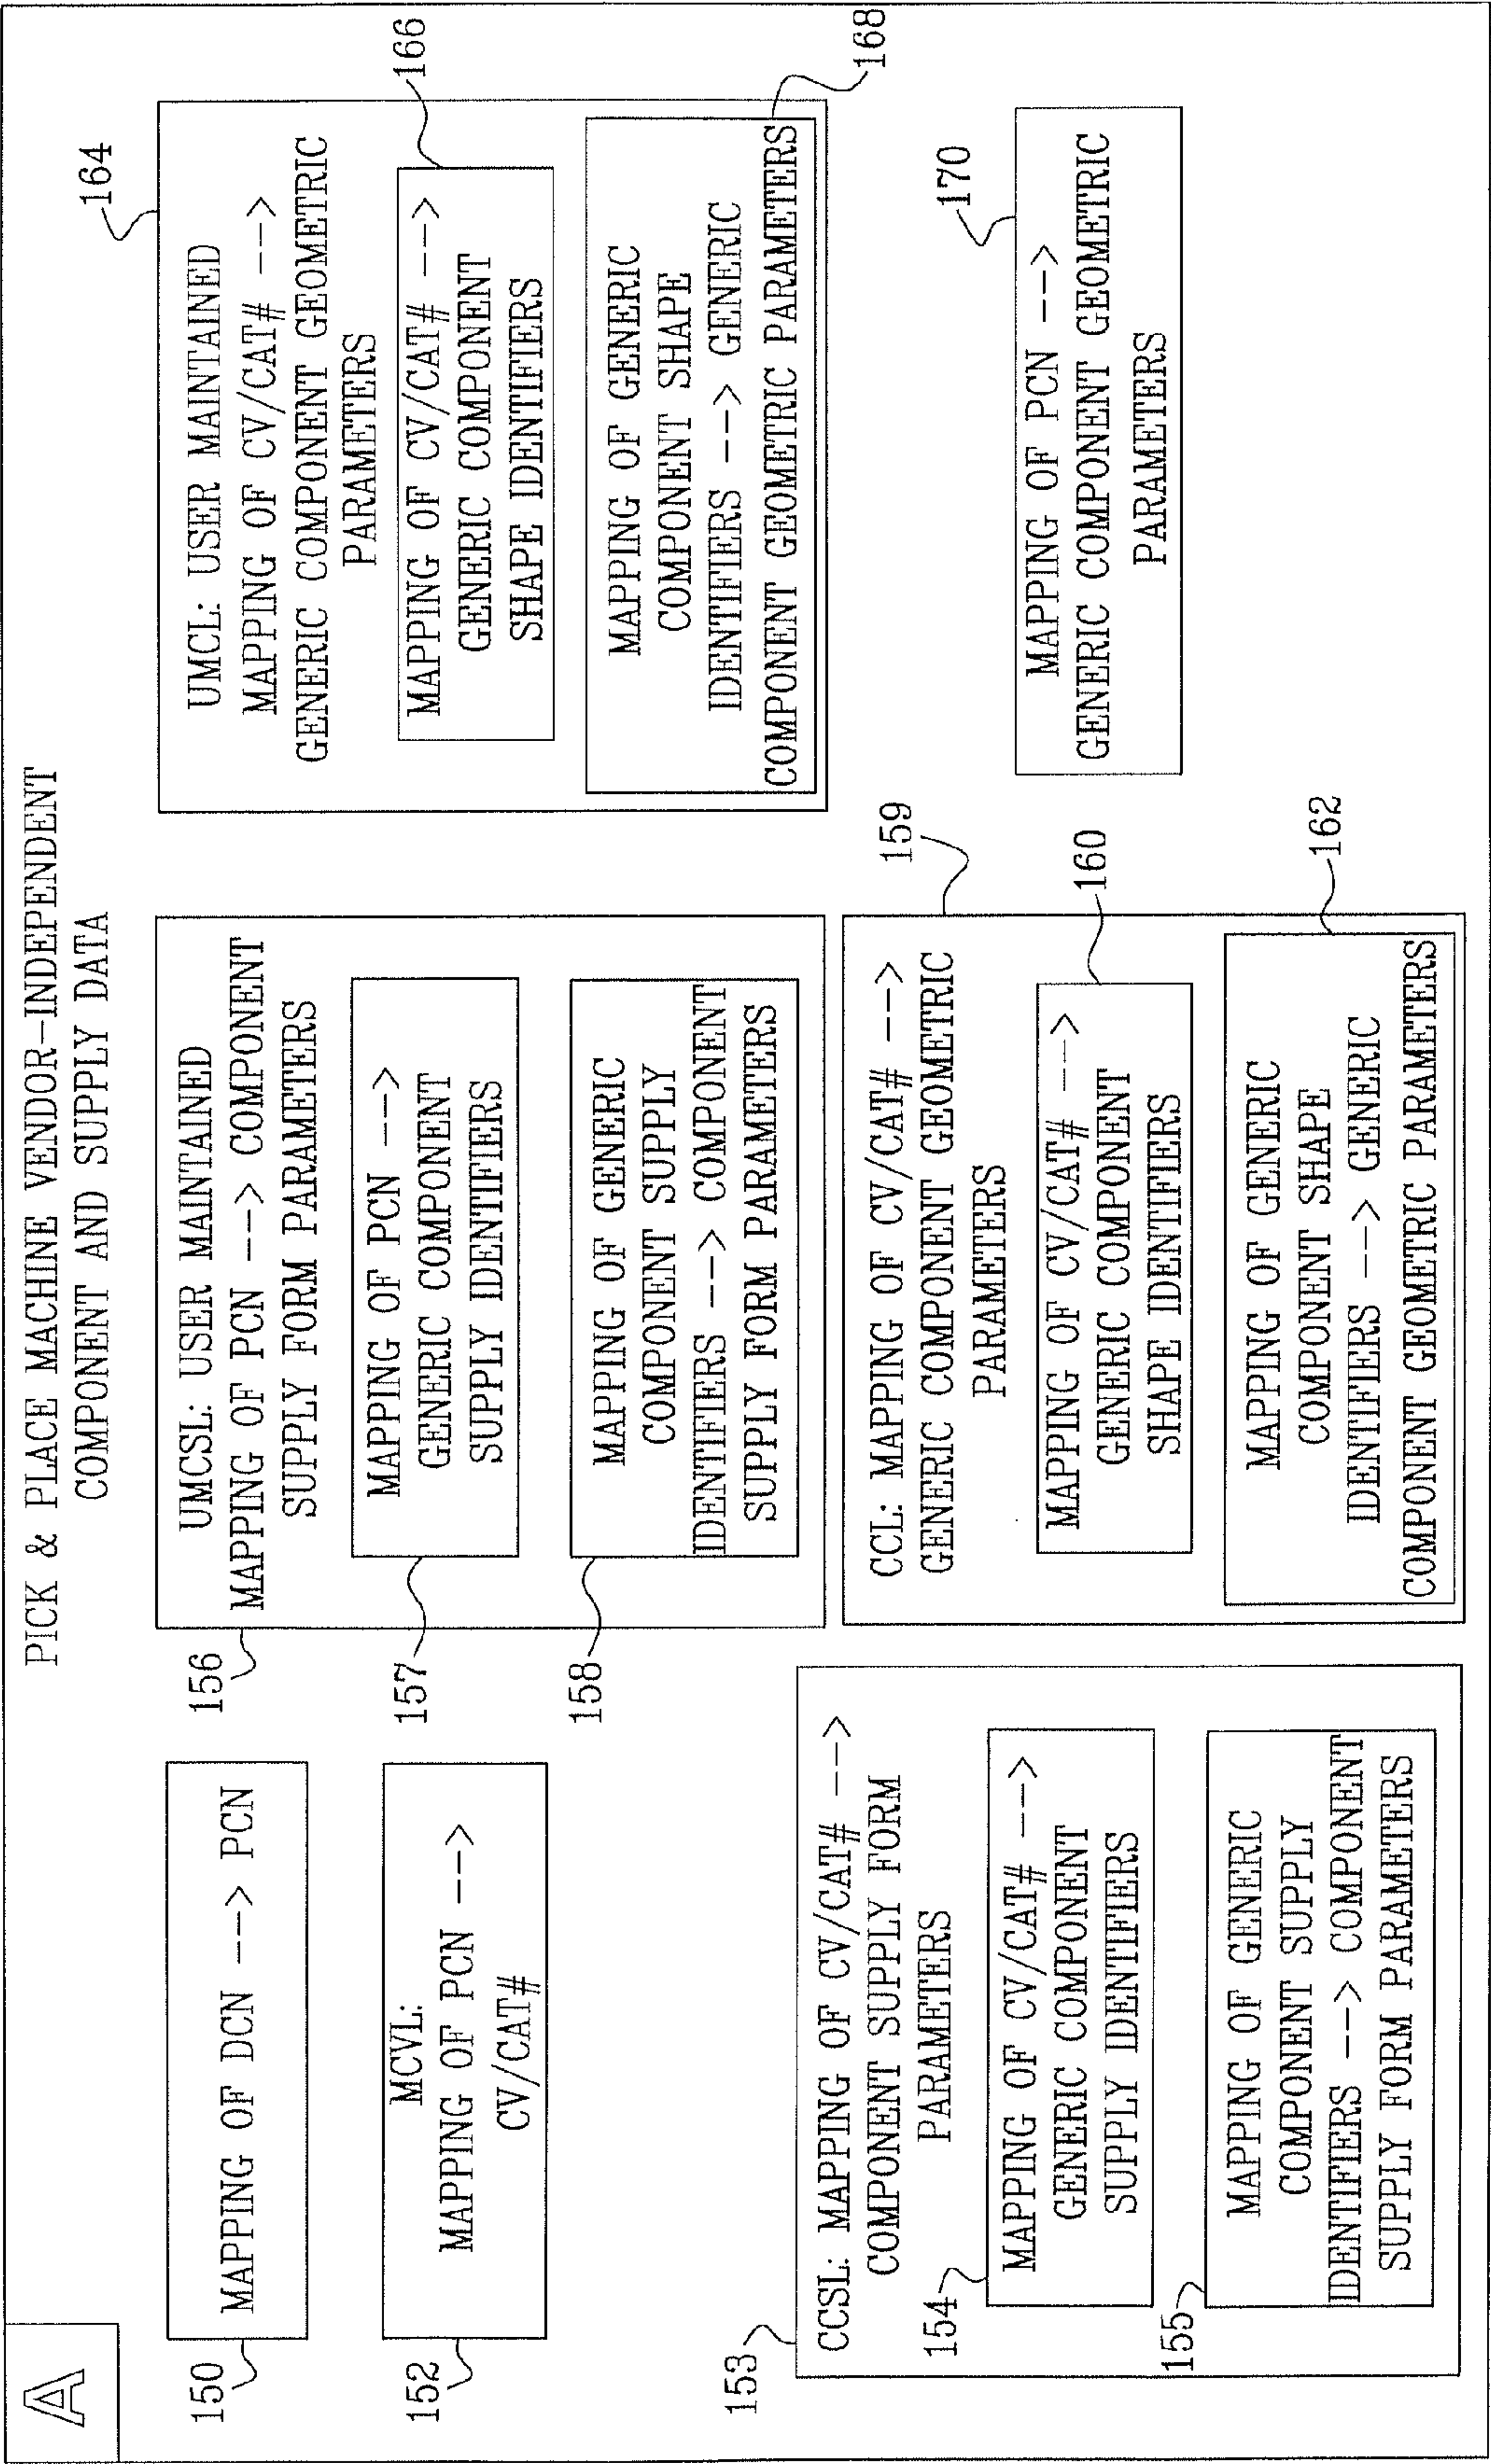 A
PICK & PLACE MACHINE VENDOR-INDEPENDENT
COMPONENT AND SUPPLY DATA
150
MAPPING OF DCN --> PCN
152
MCVL:
MAPPING OF PCN -->
CV/CAT#
153
CCSL: MAPPING OF CV/CAT# -->
COMPONENT SUPPLY FORM
PARAMETERS
154
MAPPING OF CV/CAT# -->
GENERIC COMPONENT
SUPPLY IDENTIFIERS
155
MAPPING OF GENERIC
COMPONENT SUPPLY
IDENTIFIERS --> COMPONENT
SUPPLY FORM PARAMETERS
156
UMCSL: USER MAINTAINED
MAPPING OF PCN --> COMPONENT
SUPPLY FORM PARAMETERS
157
MAPPING OF PCN -->
GENERIC COMPONENT
SUPPLY IDENTIFIERS
158
MAPPING OF GENERIC
COMPONENT SUPPLY
IDENTIFIERS --> COMPONENT
SUPPLY FORM PARAMETERS
159
CCL: MAPPING OF CV/CAT# -->
GENERIC COMPONENT GEOMETRIC
PARAMETERS
160
MAPPING OF CV/CAT# -->
GENERIC COMPONENT
SHAPE IDENTIFIERS
162
MAPPING OF GENERIC
COMPONENT SHAPE
IDENTIFIERS --> GENERIC
COMPONENT GEOMETRIC PARAMETERS
164
UMCL: USER MAINTAINED
MAPPING OF CV/CAT# -->
GENERIC COMPONENT GEOMETRIC
PARAMETERS
166
MAPPING OF CV/CAT# -->
GENERIC COMPONENT
SHAPE IDENTIFIERS
168
MAPPING OF GENERIC
COMPONENT SHAPE
IDENTIFIERS --> GENERIC
COMPONENT GEOMETRIC PARAMETERS
170
MAPPING OF PCN -->
GENERIC COMPONENT GEOMETRIC
PARAMETERS